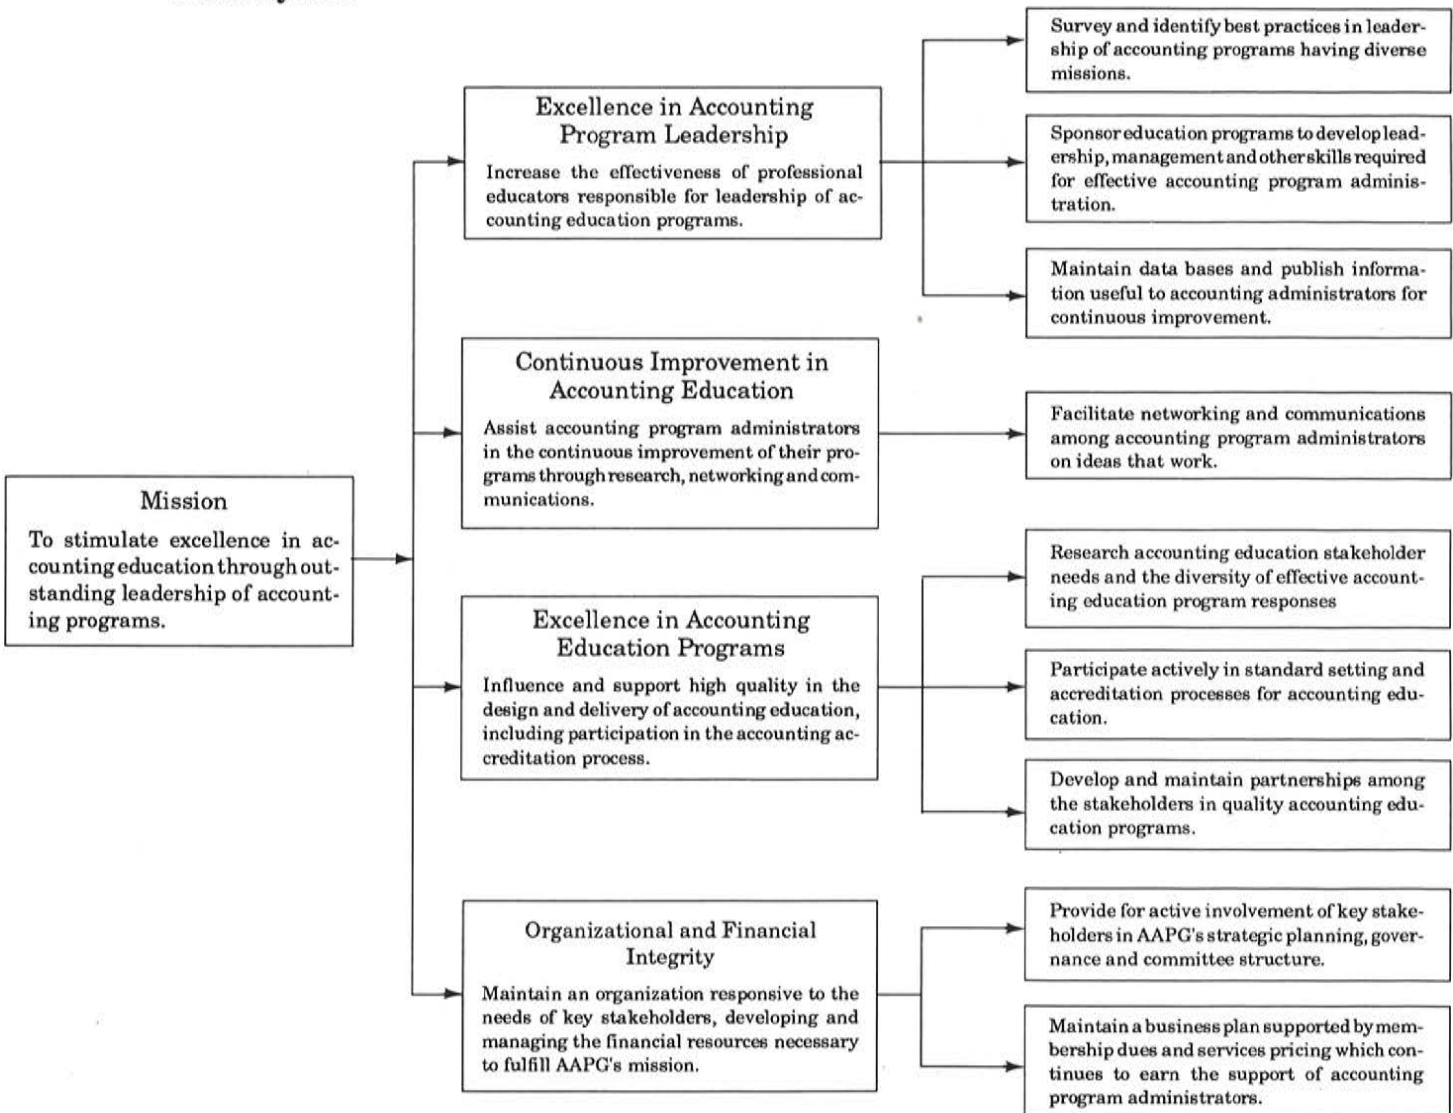 Survey and identify best practices in leader-
ship of accounting programs having diverse
missions.
Excellence in Accounting
Program Leadership
Increase the effectiveness of professional
educators responsible for leadership of ac-
counting education programs.
Sponsor education programs to develop lead-
ership, management and other skills required
for effective accounting program adminis-
tration.
Maintain data bases and publish informa-
tion useful to accounting administrators for
continuous improvement.
Continuous Improvement in
Accounting Education
Assist accounting program administrators
in the continuous improvement of their pro-
grams through research, networking and com-
munications.
Facilitate networking and communications
among accounting program administrators
on ideas that work.
Mission
To stimulate excellence in ac-
counting education through out-
standing leadership of account-
ing programs.
Excellence in Accounting
Education Programs
Influence and support high quality in the
design and delivery of accounting education,
including participation in the accounting ac-
creditation process.
Research accounting education stakeholder
needs and the diversity of effective account-
ing education program responses
Participate actively in standard setting and
accreditation processes for accounting edu-
cation.
Develop and maintain partnerships among
the stakeholders in quality accounting edu-
cation programs.
Organizational and Financial
Integrity
Maintain an organization responsive to the
needs of key stakeholders, developing and
managing the financial resources necessary
to fulfill AAPG's mission.
Provide for active involvement of key stake-
holders in AAPG's strategic planning, gover-
nance and committee structure.
Maintain a business plan supported by mem-
bership dues and services pricing which con-
tinues to earn the support of accounting
program administrators.